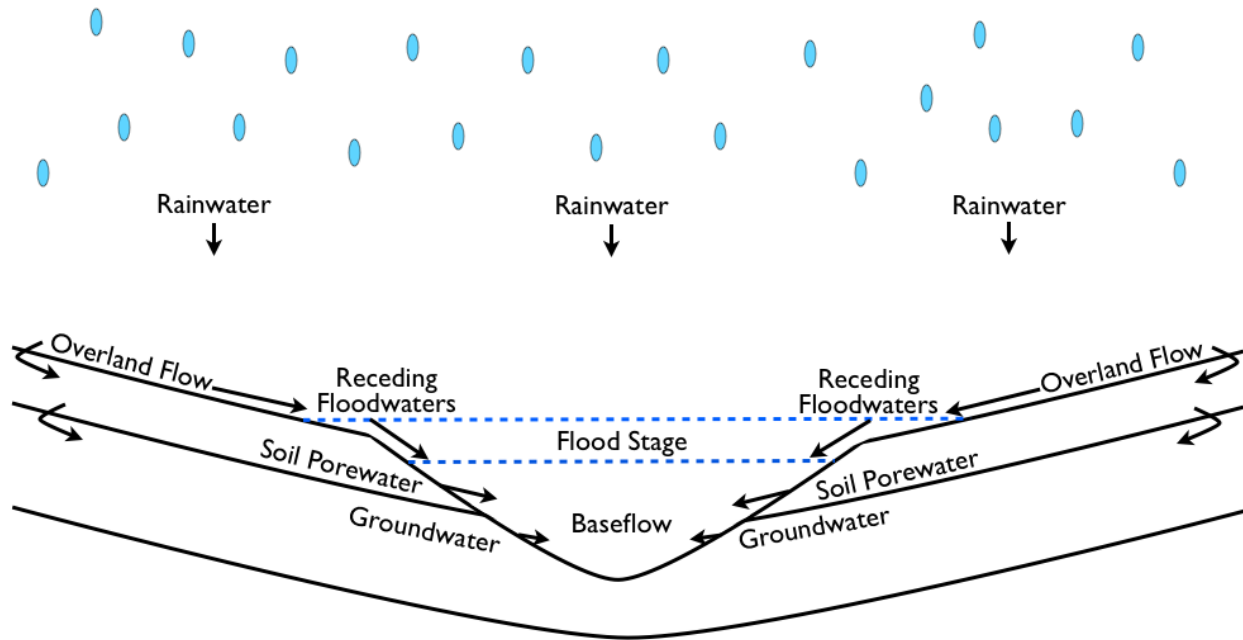 Rainwater
Rainwater
Rainwater
Overland Flow
Receding
Floodwaters
Receding
Floodwaters
Overland Flow
Flood Stage
Soil Porewater
Soil Porewater
Groundwater
Baseflow
Groundwater